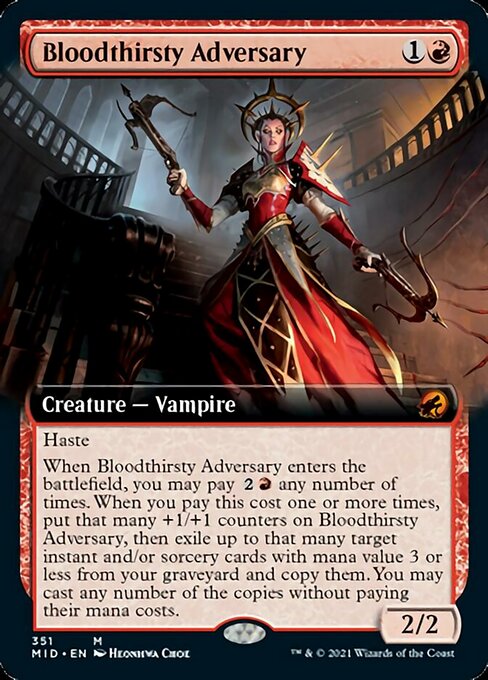 Bloodthirsty Adversary 1
Creature — Vampire
Haste
When Bloodthirsty Adversary enters the
battlefield, you may pay 2 any number of
times. When you pay this cost one or more times,
put that many +1/+1 counters on Bloodthirsty
Adversary, then exile up to that many target
instant and/or sorcery cards with mana value 3 or
less from your graveyard and copy them. You may
cast any number of the copies without paying
their mana costs.
2/2
351 M
MID • EN Heonhwa Choe
™ & © 2021 Wizards of the Coast